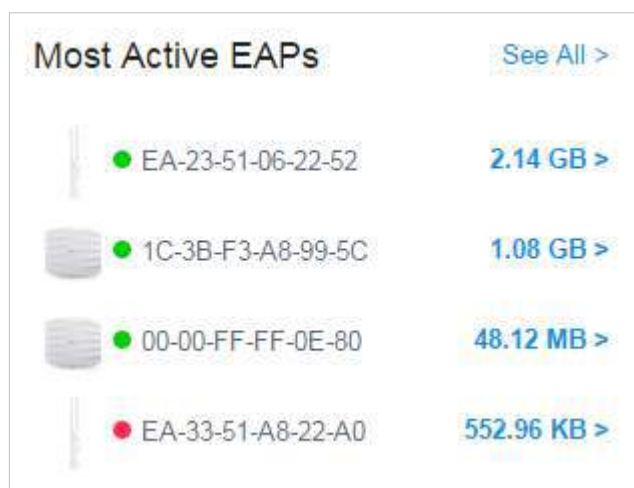 Most Active EAPs See All >
EA-23-51-06-22-52 2.14 GB >
1C-3B-F3-A8-99-5C 1.08 GB >
00-00-FF-FF-0E-80 48.12 MB >
EA-33-51-A8-22-A0 552.96 KB >